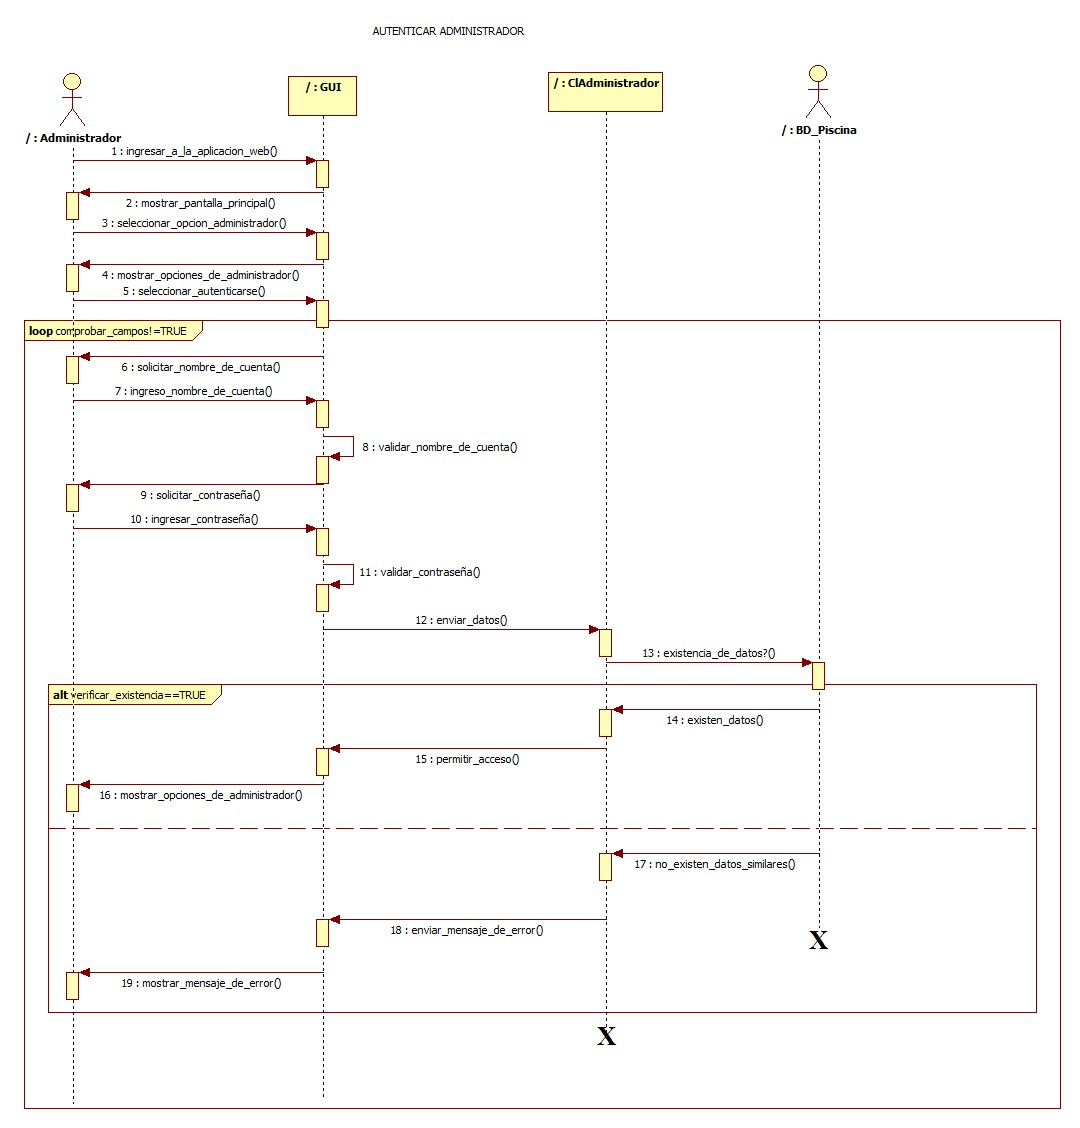 AUTENTICAR ADMINISTRADOR
/ : Administrador
/ : GUI
/ : ClAdministrador
/ : BD_Piscina
1 : ingresar_a_la_aplicacion_web()
2 : mostrar_pantalla_principal()
3 : seleccionar_opcion_administrador()
4 : mostrar_opciones_de_administrador()
5 : seleccionar_autenticarse()
loop comprobar_campos!=TRUE
6 : solicitar_nombre_de_cuenta()
7 : ingreso_nombre_de_cuenta()
8 : validar_nombre_de_cuenta()
9 : solicitar_contraseña()
10 : ingresar_contraseña()
11 : validar_contraseña()
12 : enviar_datos()
13 : existencia_de_datos?()
alt verificar_existencia==TRUE
14 : existen_datos()
15 : permitir_acceso()
16 : mostrar_opciones_de_administrador()
17 : no_existen_datos_similares()
18 : enviar_mensaje_de_error()
X
19 : mostrar_mensaje_de_error()
X